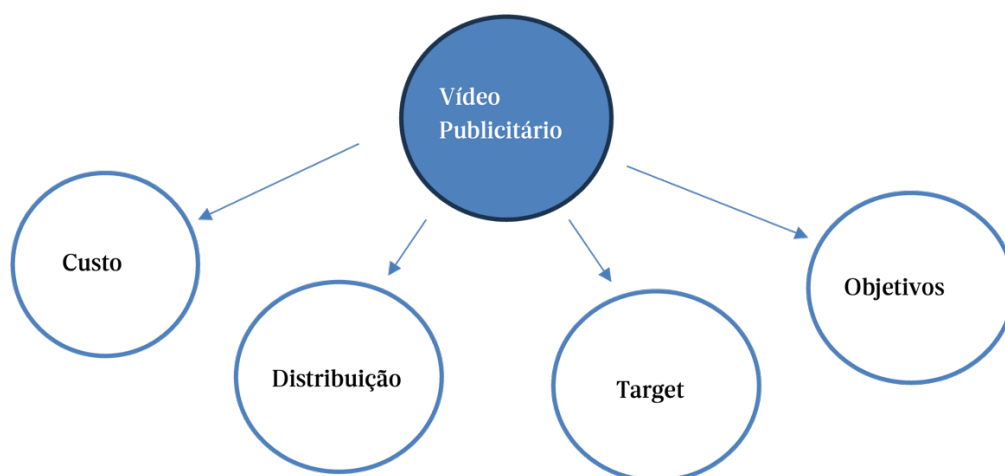 Vídeo
Publicitário
Custo
Distribuição
Target
Objetivos